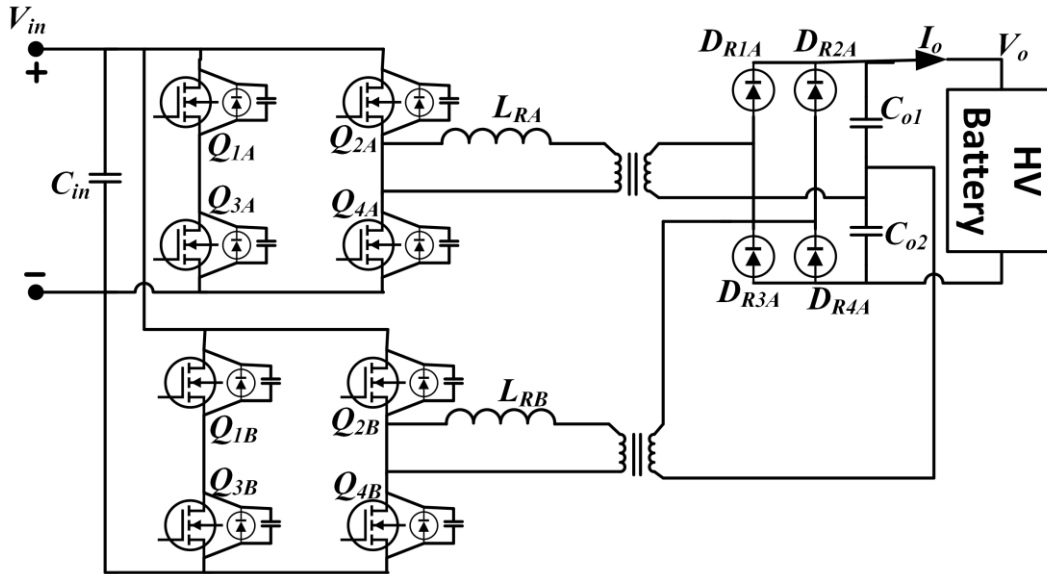 V_in
+
−
C_in
Q_1A
Q_2A
Q_3A
Q_4A
L_RA
D_R1A
D_R2A
I_o
V_o
C_o1
HV
Battery
C_o2
D_R3A
D_R4A
L_RB
Q_1B
Q_2B
Q_3B
Q_4B